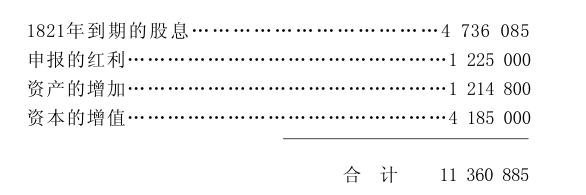 1821年到期的股息……………………………4 736 085
申报的红利…………………………………………1 225 000
资产的增加…………………………………………1 214 800
资本的增值…………………………………………4 185 000
合 计 11 360 885